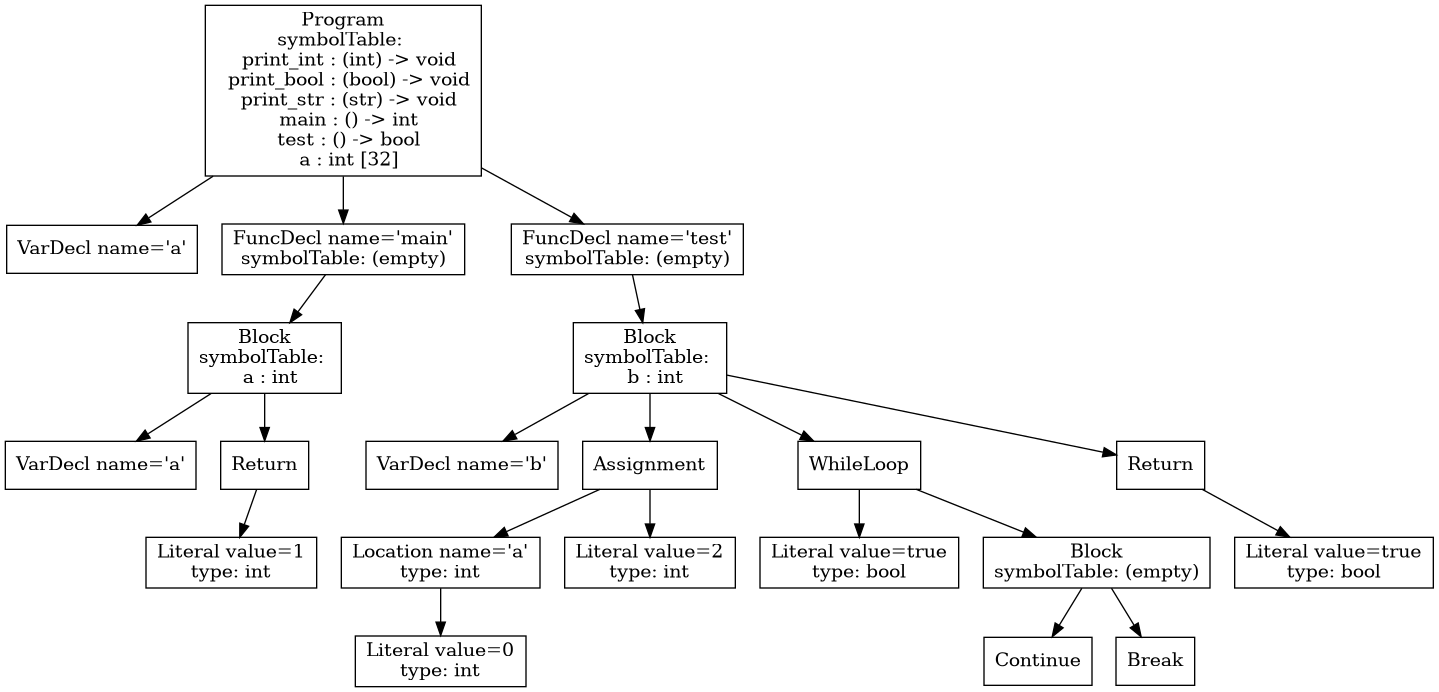 Program
symbolTable:
print_int : (int) -> void
print_bool : (bool) -> void
print_str : (str) -> void
main : () -> int
test : () -> bool
a : int [32]
VarDecl name='a'
FuncDecl name='main'
symbolTable: (empty)
FuncDecl name='test'
symbolTable: (empty)
Block
symbolTable:
a : int
Block
symbolTable:
b : int
VarDecl name='a'
Return
VarDecl name='b'
Assignment
WhileLoop
Return
Literal value=1
type: int
Location name='a'
type: int
Literal value=2
type: int
Literal value=true
type: bool
Block
symbolTable: (empty)
Literal value=true
type: bool
Literal value=0
type: int
Continue
Break